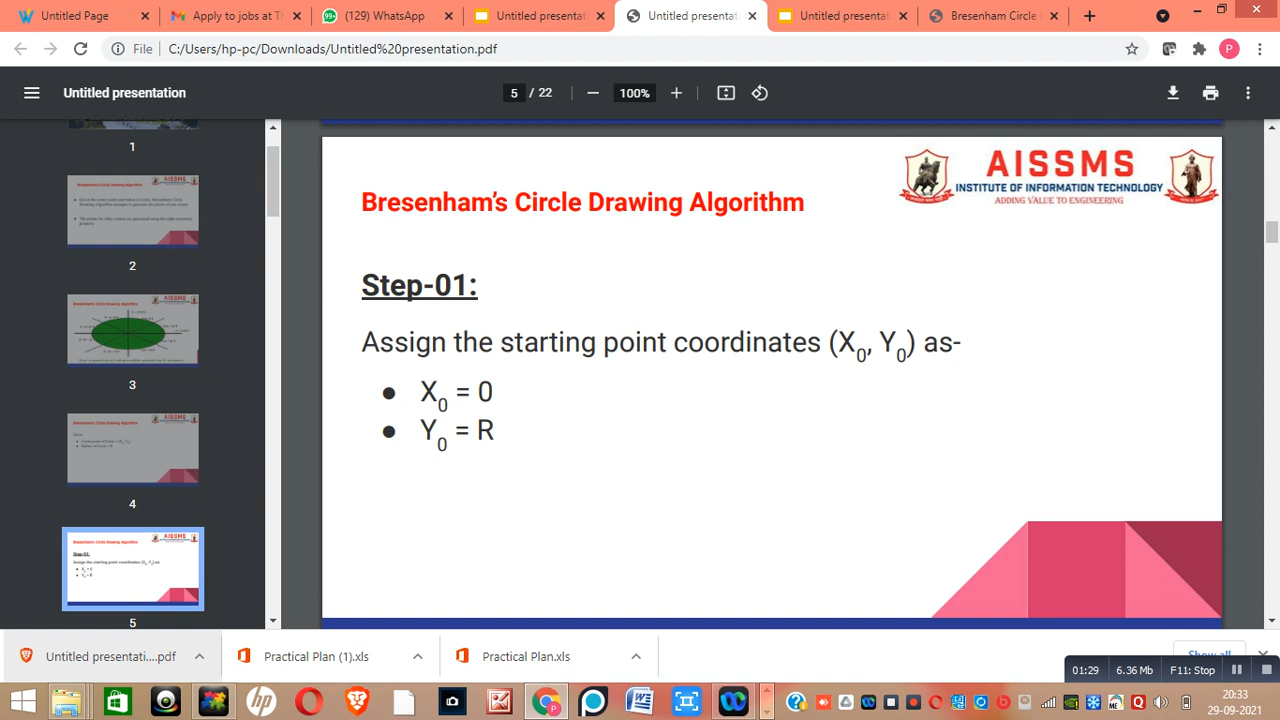 Untitled Page
Apply to jobs at Th
(129) WhatsApp
Untitled presentat
Untitled presentat
Untitled presentat
Bresenham Circle
File
C:/Users/hp-pc/Downloads/Untitled%20presentation.pdf
P
Untitled presentation
5 / 22
100%
1
2
3
4
5
Bresenham's Circle Drawing Algorithm
AISSMS
INSTITUTE OF INFORMATION TECHNOLOGY
ADDING VALUE TO ENGINEERING
Step-01:
Assign the starting point coordinates (X0, Y0) as-
● X0 = 0
● Y0 = R
Untitled presentati....pdf
Practical Plan (1).xls
Practical Plan.xls
Show all
01:29
6.36 Mb
F11: Stop
20:33
29-09-2021